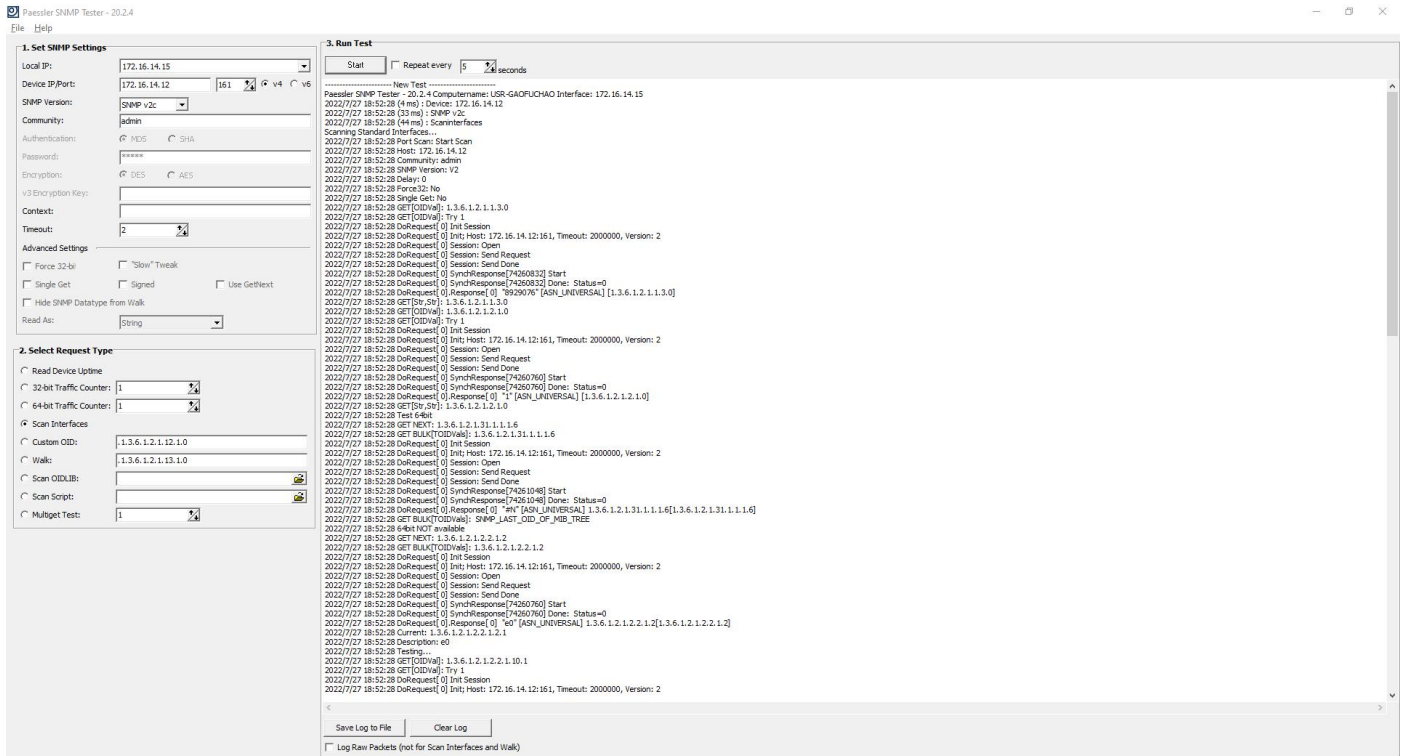 Paessler SNMP Tester - 20.2.4
File Help
1. Set SNMP Settings
Local IP: 172.16.14.15
Device IP/Port: 172.16.14.12 161 v4 v6
SNMP Version: SNMP v2c
Community: admin
Authentication: MD5 SHA
Password: *****
Encryption: DES AES
v3 Encryption Key:
Context:
Timeout: 2
Advanced Settings
Force 32-bit "Slow" Tweak
Single Get Signed Use GetNext
Hide SNMP Datatype from Walk
Read As: String
2. Select Request Type
Read Device Uptime
32-bit Traffic Counter: 1
64-bit Traffic Counter: 1
Scan Interfaces
Custom OID: .1.3.6.1.2.1.12.1.0
Walk: .1.3.6.1.2.1.13.1.0
Scan OIDLIB:
Scan Script:
Multiget Test: 1
3. Run Test
Start Repeat every 5 seconds
----------------------- New Test -----------------------
Paessler SNMP Tester - 20.2.4 Computername: USR-GAOFUCHAO Interface: 172.16.14.15
2022/7/27 18:52:28 (4 ms) : Device: 172.16.14.12
2022/7/27 18:52:28 (33 ms) : SNMP v2c
2022/7/27 18:52:28 (44 ms) : Scaninterfaces
Scanning Standard Interfaces...
2022/7/27 18:52:28 Port Scan: Start Scan
2022/7/27 18:52:28 Host: 172.16.14.12
2022/7/27 18:52:28 Community: admin
2022/7/27 18:52:28 SNMP Version: V2
2022/7/27 18:52:28 Delay: 0
2022/7/27 18:52:28 Force32: No
2022/7/27 18:52:28 Single Get: No
2022/7/27 18:52:28 GET[OIDVal]: 1.3.6.1.2.1.1.3.0
2022/7/27 18:52:28 GET[OIDVal]: Try 1
2022/7/27 18:52:28 DoRequest[ 0] Init Session
2022/7/27 18:52:28 DoRequest[ 0] Init; Host: 172.16.14.12:161, Timeout: 2000000, Version: 2
2022/7/27 18:52:28 DoRequest[ 0] Session: Open
2022/7/27 18:52:28 DoRequest[ 0] Session: Send Request
2022/7/27 18:52:28 DoRequest[ 0] Session: Send Done
2022/7/27 18:52:28 DoRequest[ 0] SynchResponse[74260832] Start
2022/7/27 18:52:28 DoRequest[ 0] SynchResponse[74260832] Done: Status=0
2022/7/27 18:52:28 DoRequest[ 0].Response[ 0] "8929076" [ASN_UNIVERSAL] [1.3.6.1.2.1.1.3.0]
2022/7/27 18:52:28 GET[Str,Str]: 1.3.6.1.2.1.1.3.0
2022/7/27 18:52:28 GET[OIDVal]: 1.3.6.1.2.1.2.1.0
2022/7/27 18:52:28 GET[OIDVal]: Try 1
2022/7/27 18:52:28 DoRequest[ 0] Init Session
2022/7/27 18:52:28 DoRequest[ 0] Init; Host: 172.16.14.12:161, Timeout: 2000000, Version: 2
2022/7/27 18:52:28 DoRequest[ 0] Session: Open
2022/7/27 18:52:28 DoRequest[ 0] Session: Send Request
2022/7/27 18:52:28 DoRequest[ 0] Session: Send Done
2022/7/27 18:52:28 DoRequest[ 0] SynchResponse[74260760] Start
2022/7/27 18:52:28 DoRequest[ 0] SynchResponse[74260760] Done: Status=0
2022/7/27 18:52:28 DoRequest[ 0].Response[ 0] "1" [ASN_UNIVERSAL] [1.3.6.1.2.1.2.1.0]
2022/7/27 18:52:28 GET[Str,Str]: 1.3.6.1.2.1.2.1.0
2022/7/27 18:52:28 Test 64bit
2022/7/27 18:52:28 GET NEXT: 1.3.6.1.2.1.31.1.1.1.6
2022/7/27 18:52:28 GET BULK[TOIDVals]: 1.3.6.1.2.1.31.1.1.1.6
2022/7/27 18:52:28 DoRequest[ 0] Init Session
2022/7/27 18:52:28 DoRequest[ 0] Init; Host: 172.16.14.12:161, Timeout: 2000000, Version: 2
2022/7/27 18:52:28 DoRequest[ 0] Session: Open
2022/7/27 18:52:28 DoRequest[ 0] Session: Send Request
2022/7/27 18:52:28 DoRequest[ 0] Session: Send Done
2022/7/27 18:52:28 DoRequest[ 0] SynchResponse[74261048] Start
2022/7/27 18:52:28 DoRequest[ 0] SynchResponse[74261048] Done: Status=0
2022/7/27 18:52:28 DoRequest[ 0].Response[ 0] "#N" [ASN_UNIVERSAL] 1.3.6.1.2.1.31.1.1.1.6[1.3.6.1.2.1.31.1.1.1.6]
2022/7/27 18:52:28 GET BULK[TOIDVals]: SNMP_LAST_OID_OF_MIB_TREE
2022/7/27 18:52:28 64bit NOT available
2022/7/27 18:52:28 GET NEXT: 1.3.6.1.2.1.2.2.1.2
2022/7/27 18:52:28 GET BULK[TOIDVals]: 1.3.6.1.2.1.2.2.1.2
2022/7/27 18:52:28 DoRequest[ 0] Init Session
2022/7/27 18:52:28 DoRequest[ 0] Init; Host: 172.16.14.12:161, Timeout: 2000000, Version: 2
2022/7/27 18:52:28 DoRequest[ 0] Session: Open
2022/7/27 18:52:28 DoRequest[ 0] Session: Send Request
2022/7/27 18:52:28 DoRequest[ 0] Session: Send Done
2022/7/27 18:52:28 DoRequest[ 0] SynchResponse[74260760] Start
2022/7/27 18:52:28 DoRequest[ 0] SynchResponse[74260760] Done: Status=0
2022/7/27 18:52:28 DoRequest[ 0].Response[ 0] "e0" [ASN_UNIVERSAL] 1.3.6.1.2.1.2.2.1.2[1.3.6.1.2.1.2.2.1.2]
2022/7/27 18:52:28 Current: 1.3.6.1.2.1.2.2.1.2.1
2022/7/27 18:52:28 Description: e0
2022/7/27 18:52:28 Testing...
2022/7/27 18:52:28 GET[OIDVal]: 1.3.6.1.2.1.2.2.1.10.1
2022/7/27 18:52:28 GET[OIDVal]: Try 1
2022/7/27 18:52:28 DoRequest[ 0] Init Session
2022/7/27 18:52:28 DoRequest[ 0] Init; Host: 172.16.14.12:161, Timeout: 2000000, Version: 2
Save Log to File Clear Log
Log Raw Packets (not for Scan Interfaces and Walk)